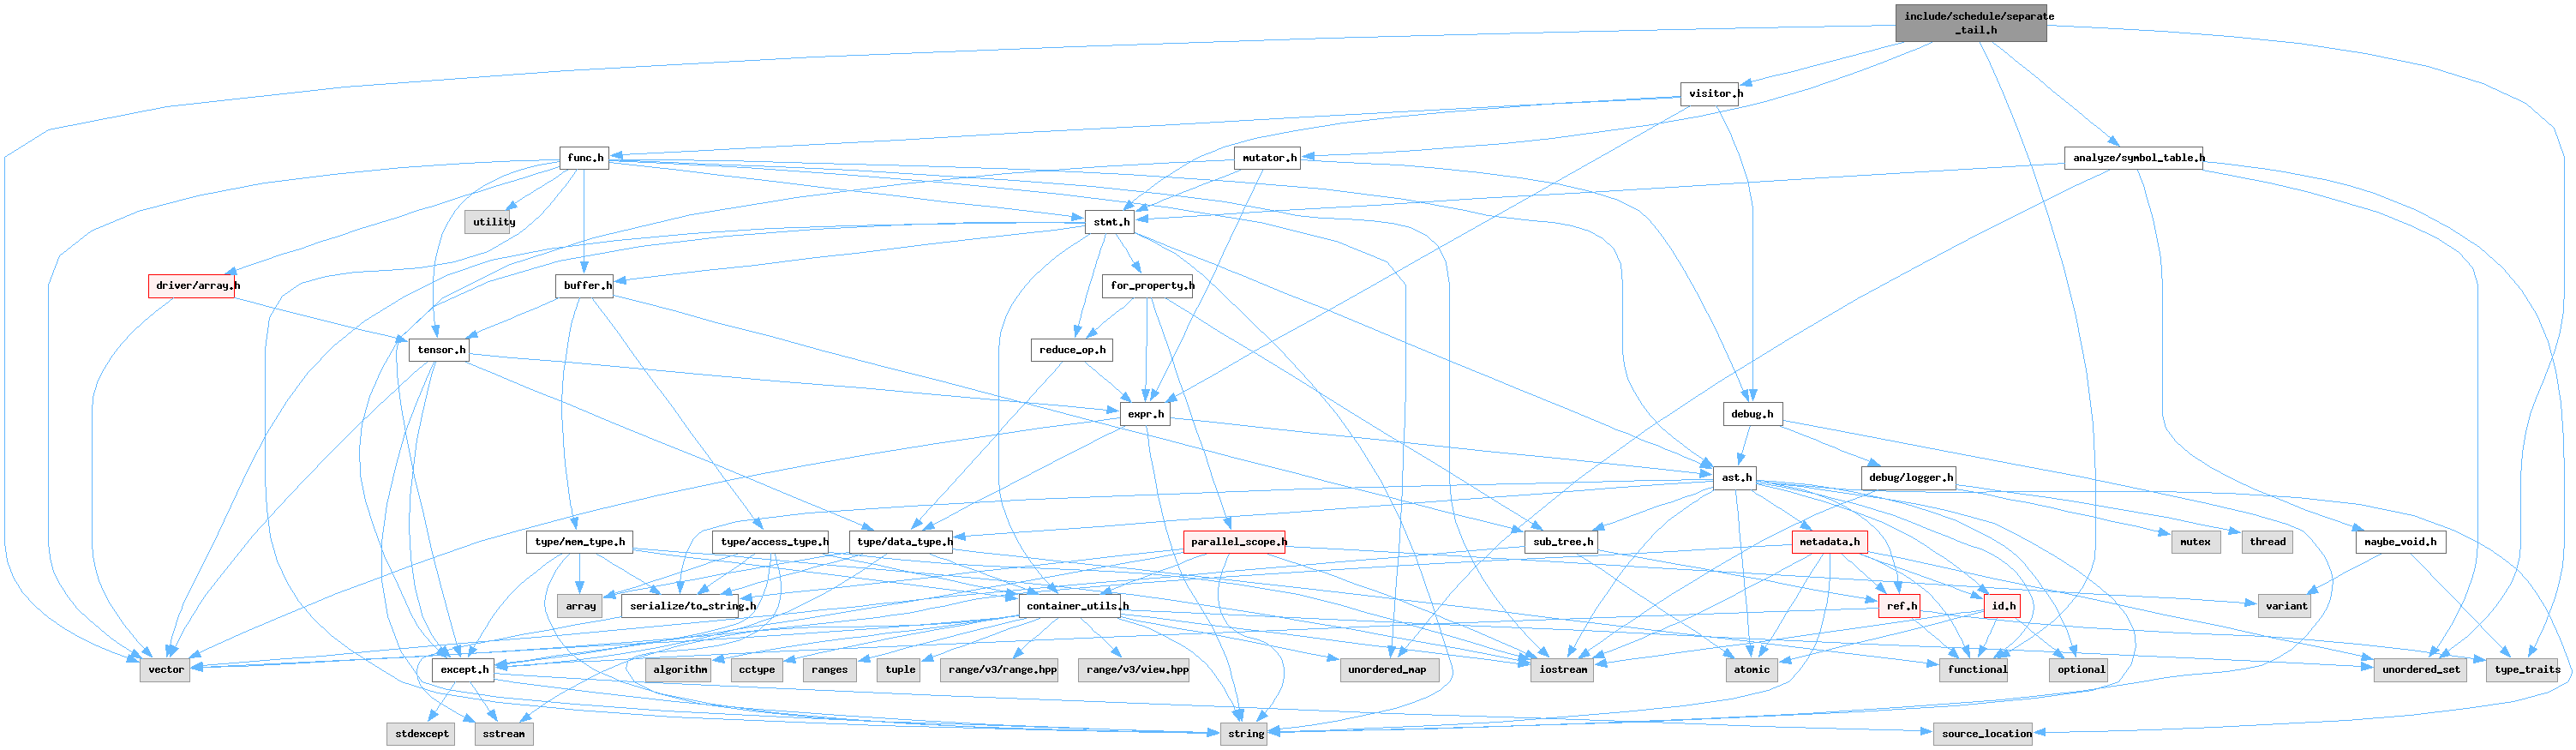 include/schedule/separate
_tail.h
visitor.h
func.h
mutator.h
analyze/symbol_table.h
utility
stmt.h
driver/array.h
buffer.h
for_property.h
tensor.h
reduce_op.h
expr.h
debug.h
ast.h
debug/logger.h
type/mem_type.h
type/access_type.h
type/data_type.h
parallel_scope.h
sub_tree.h
metadata.h
mutex
thread
maybe_void.h
array
serialize/to_string.h
container_utils.h
ref.h
id.h
variant
vector
except.h
algorithm
cctype
ranges
tuple
range/v3/range.hpp
range/v3/view.hpp
unordered_map
iostream
atomic
functional
optional
unordered_set
type_traits
stdexcept
sstream
string
source_location